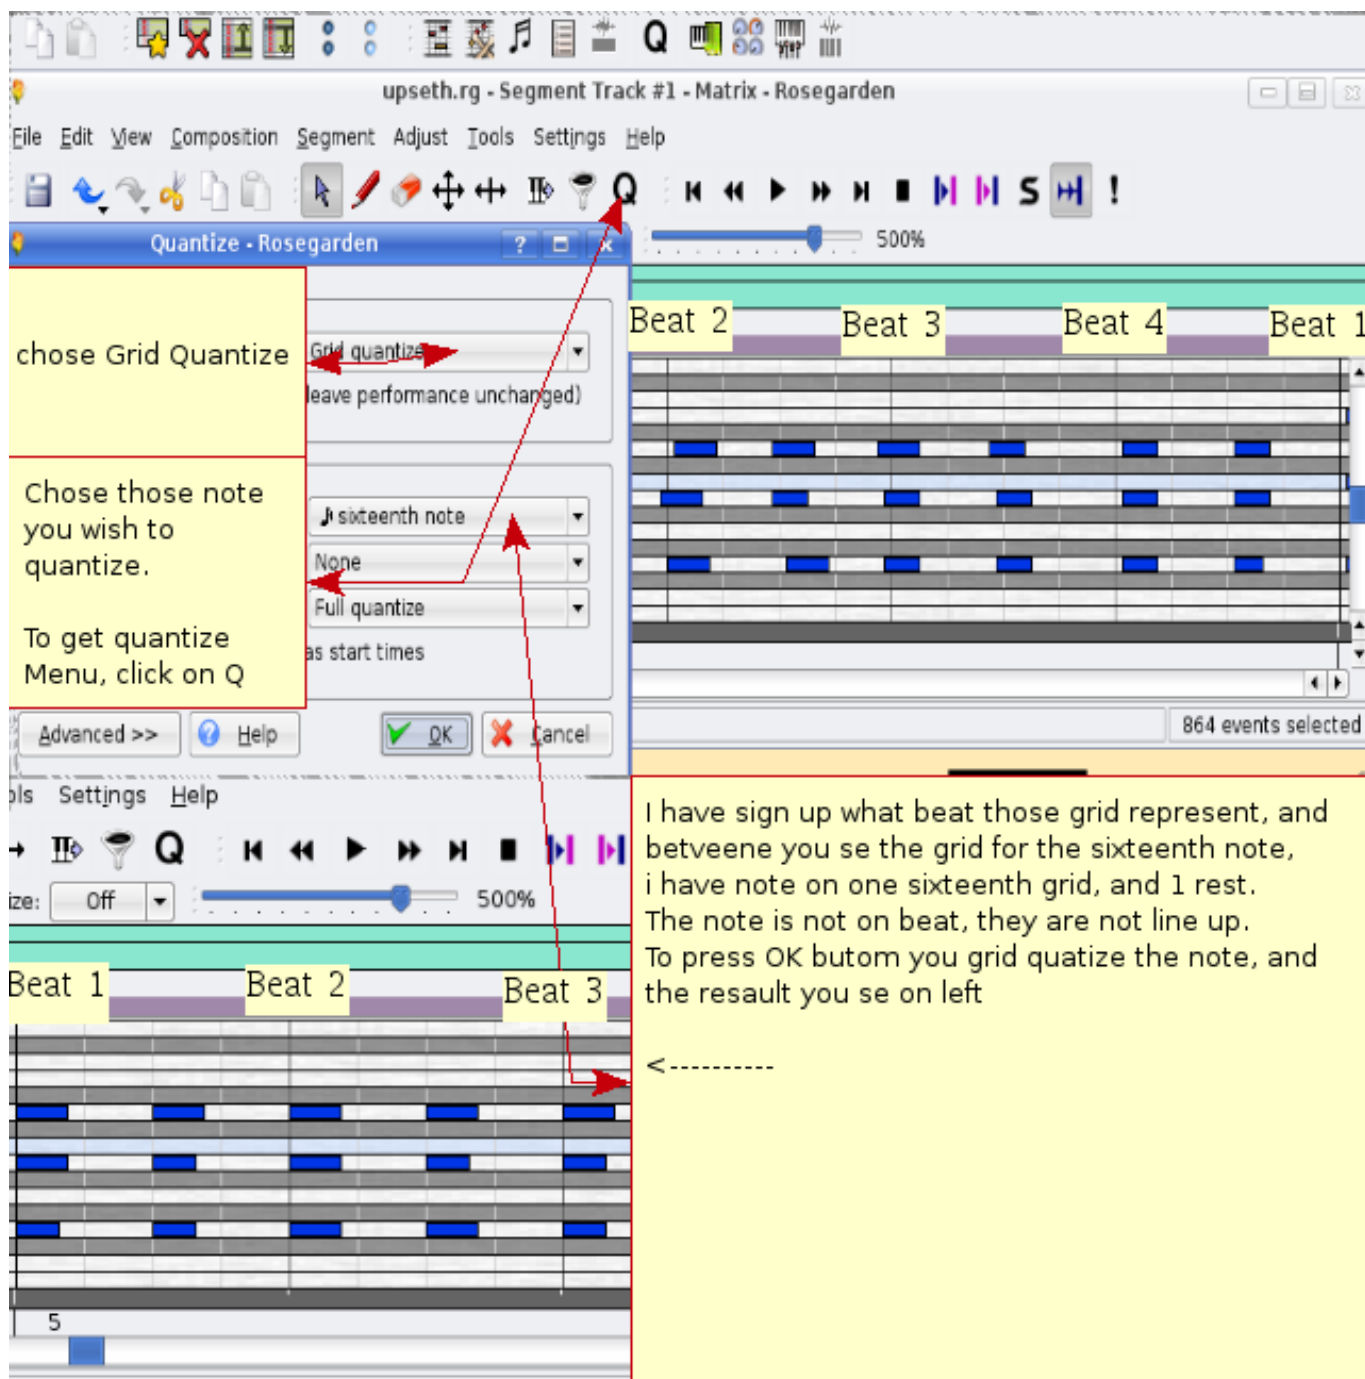 Q
upseth.rg - Segment Track #1 - Matrix - Rosegarden
File Edit View Composition Segment Adjust Tools Settings Help
Q S !
Quantize - Rosegarden ?
500%
chose Grid Quantize
Grid quantize
leave performance unchanged)
Beat 2 Beat 3 Beat 4 Beat 1
Chose those note
you wish to
quantize.
To get quantize
Menu, click on Q
sixteenth note
None
Full quantize
as start times
Advanced >> Help OK Cancel
864 events selected
ols Settings Help
Q
ize: Off 500%
Beat 1 Beat 2 Beat 3
5
I have sign up what beat those grid represent, and
betveene you se the grid for the sixteenth note,
i have note on one sixteenth grid, and 1 rest.
The note is not on beat, they are not line up.
To press OK butom you grid quatize the note, and
the resault you se on left
<----------